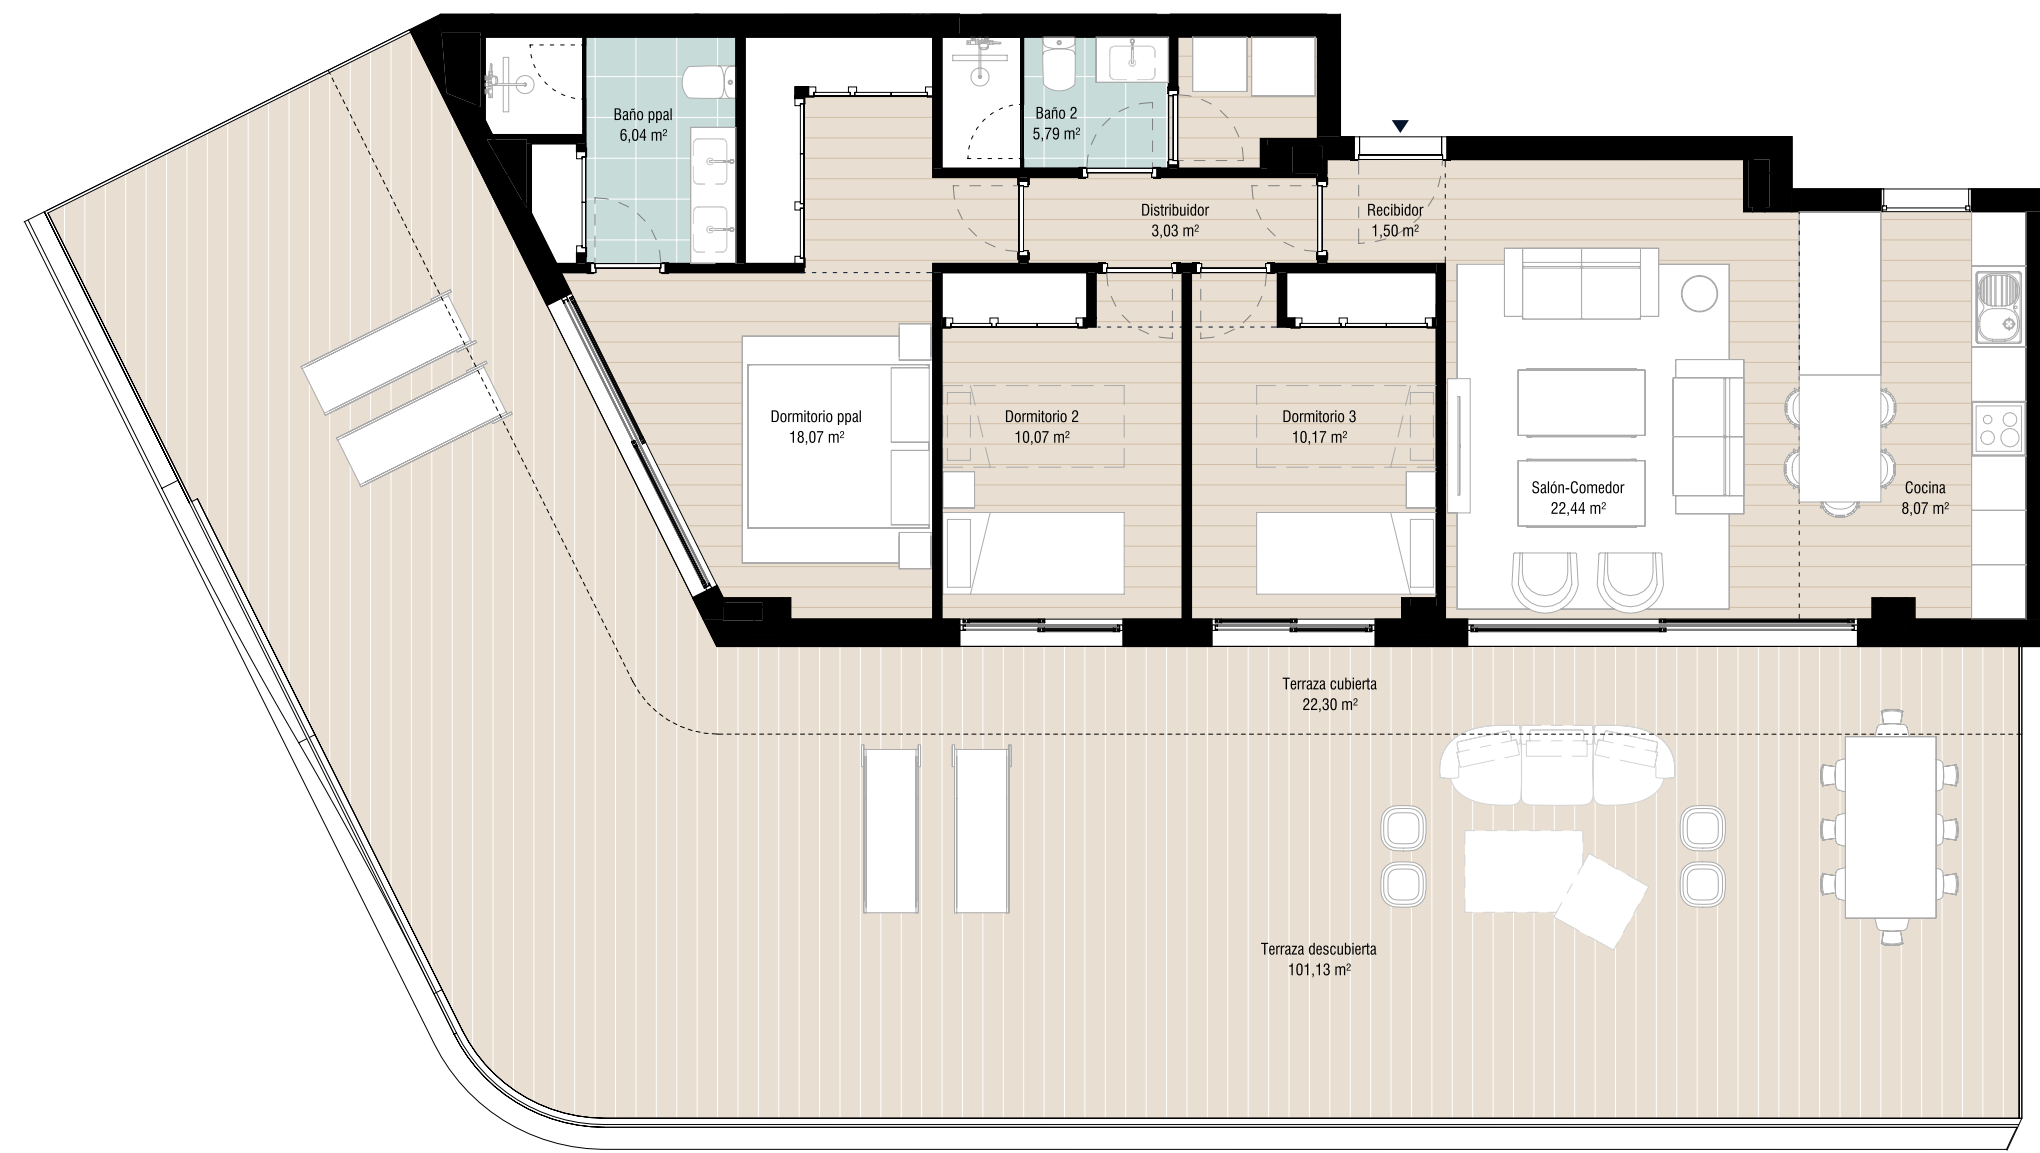 Baño ppal
6,04 m²
Baño 2
5,79 m²
Distribuidor
3,03 m²
Recibidor
1,50 m²
Dormitorio ppal
18,07 m²
Dormitorio 2
10,07 m²
Dormitorio 3
10,17 m²
Salón-Comedor
22,44 m²
Cocina
8,07 m²
Terraza cubierta
22,30 m²
Terraza descubierta
101,13 m²